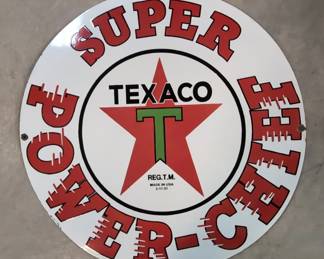 SUPER
POWER-CHIEF
TEXACO
T
REG. T.M.
MADE IN USA